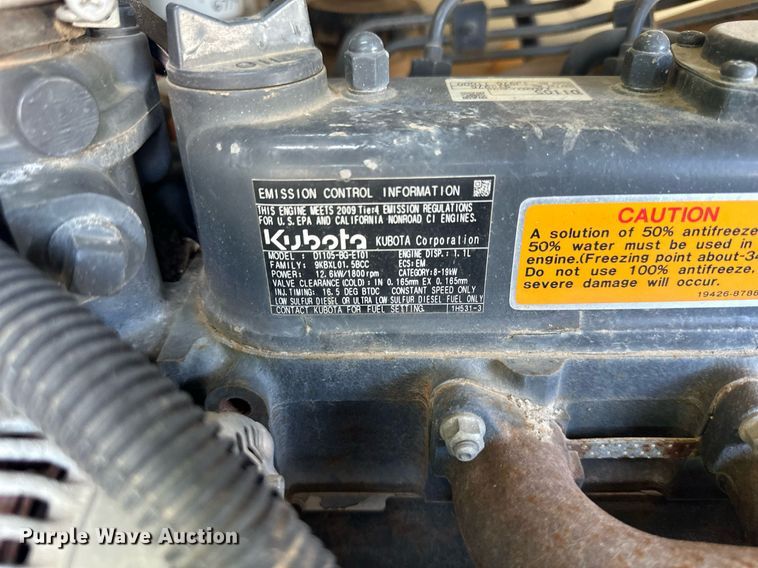 OIL
D1105
EMISSION CONTROL INFORMATION
THIS ENGINE MEETS 2009 Tier4 EMISSION REGULATIONS
FOR U.S. EPA AND CALIFORNIA NONROAD CI ENGINES.
Kubota KUBOTA Corporation
MODEL : D1105-BG-ET01 ENGINE DISP.: 1.1L
FAMILY: 9KBXL01.5BCC ECS:EM
POWER: 12.6kW/1800rpm CATEGORY:8-19kW
VALVE CLEARANCE (COLD): IN 0.165mm EX 0.165mm
INJ.TIMING: 16.5 DEG BTDC CONSTANT SPEED ONLY
LOW SULFUR DIESEL OR ULTRA LOW SULFUR DIESEL FUEL ONLY
CONTACT KUBOTA FOR FUEL SETTING. 1H531-3
CAUTION
A solution of 50% antifreeze
50% water must be used in
engine.(Freezing point about-34
Do not use 100% antifreeze.
severe damage will occur.
19426-8788
Purple Wave Auction